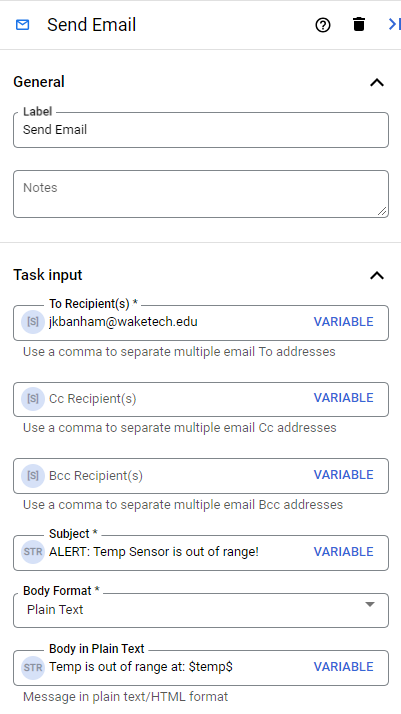 Send Email
General
Label
Send Email
Notes
Task input
To Recipient(s) *
[S] jkbanham@waketech.edu VARIABLE
Use a comma to separate multiple email To addresses
[S] Cc Recipient(s) VARIABLE
Use a comma to separate multiple email Cc addresses
[S] Bcc Recipient(s) VARIABLE
Use a comma to separate multiple email Bcc addresses
Subject *
STR ALERT: Temp Sensor is out of range! VARIABLE
Body Format *
Plain Text
Body in Plain Text
STR Temp is out of range at: $temp$ VARIABLE
Message in plain text/HTML format